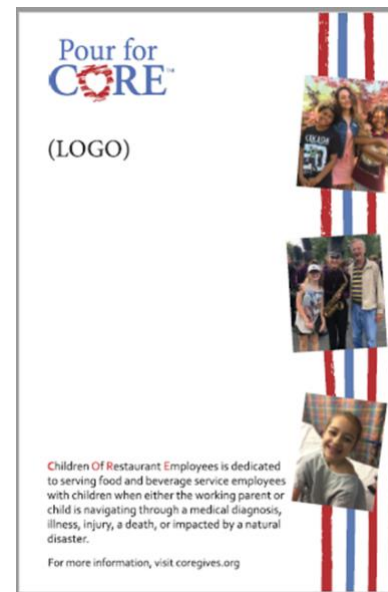 Pour for
CORE™
(LOGO)
Children Of Restaurant Employees is dedicated
to serving food and beverage service employees
with children when either the working parent or
child is navigating through a medical diagnosis,
illness, injury, a death, or impacted by a natural
disaster.
For more information, visit coregives.org